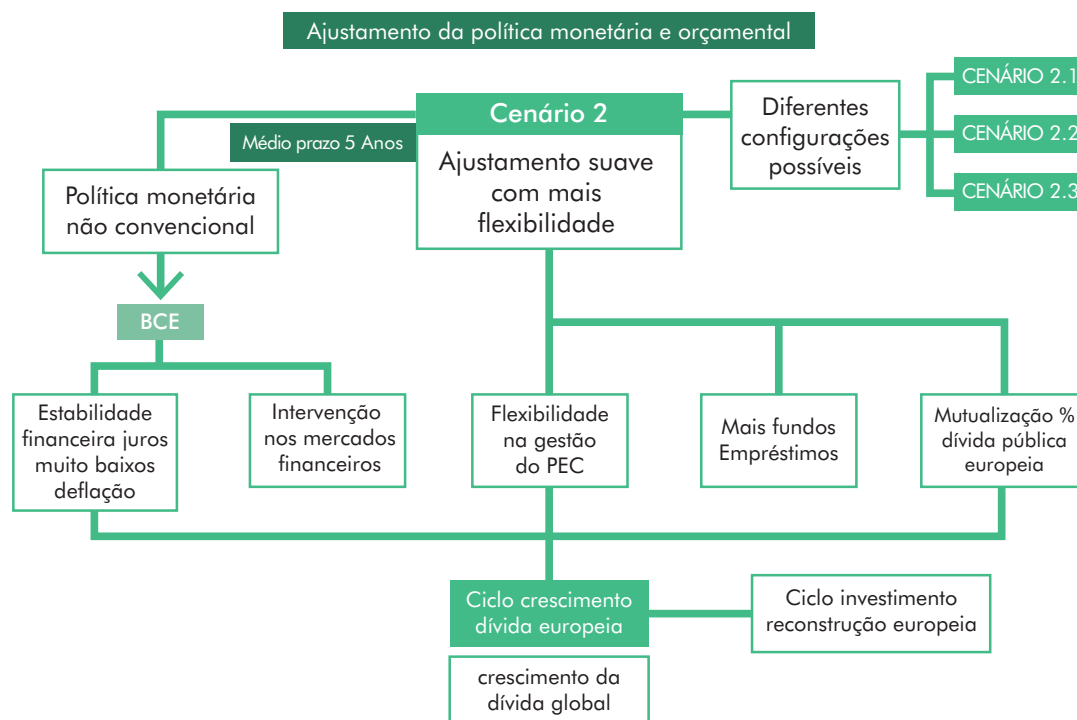 Ajustamento da política monetária e orçamental
Cenário 2
Médio prazo 5 Anos
Ajustamento suave
com mais
flexibilidade
Diferentes
configurações
possíveis
CENÁRIO 2.1
CENÁRIO 2.2
CENÁRIO 2.3
Política monetária
não convencional
BCE
Estabilidade
financeira juros
muito baixos
deflação
Intervenção
nos mercados
financeiros
Flexibilidade
na gestão
do PEC
Mais fundos
Empréstimos
Mutualização %
dívida pública
europeia
Ciclo crescimento
dívida europeia
Ciclo investimento
reconstrução europeia
crescimento da
dívida global